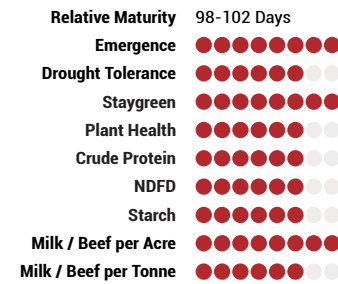 Relative Maturity 98-102 Days
Emergence
Drought Tolerance
Staygreen
Plant Health
Crude Protein
NDFD
Starch
Milk / Beef per Acre
Milk / Beef per Tonne